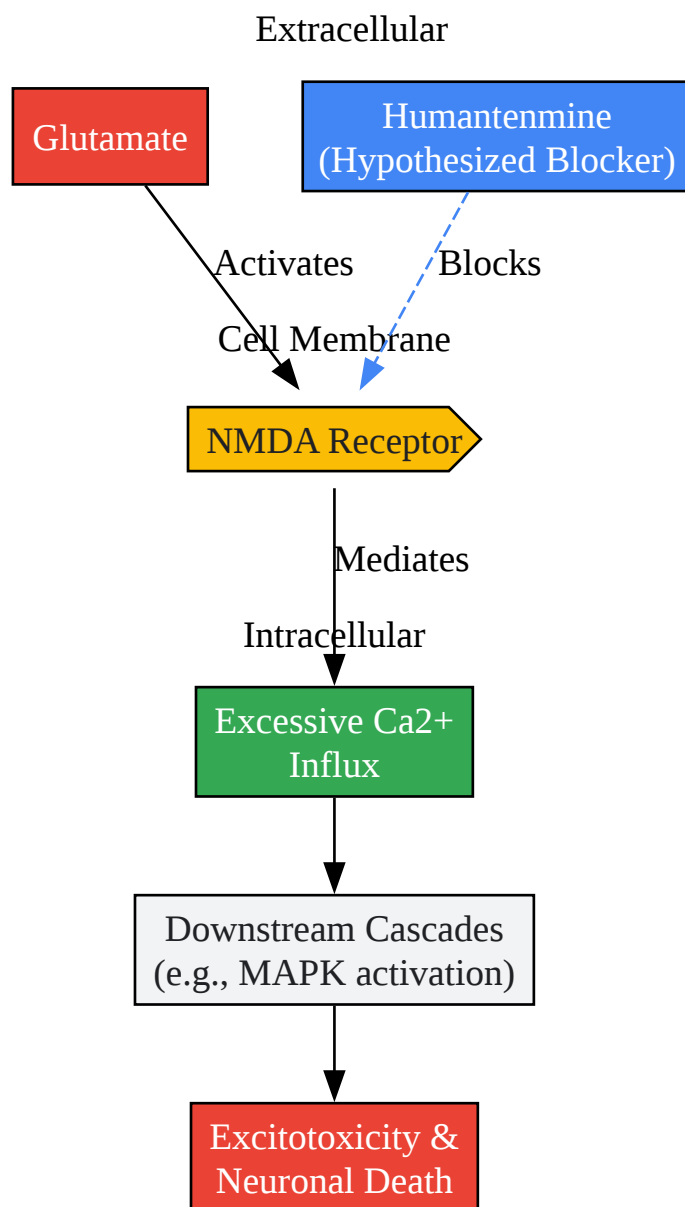 Extracellular
Glutamate
Humantenmine
(Hypothesized Blocker)
Activates
Blocks
Cell Membrane
NMDA Receptor
Mediates
Intracellular
Excessive Ca2+
Influx
Downstream Cascades
(e.g., MAPK activation)
Excitotoxicity &
Neuronal Death